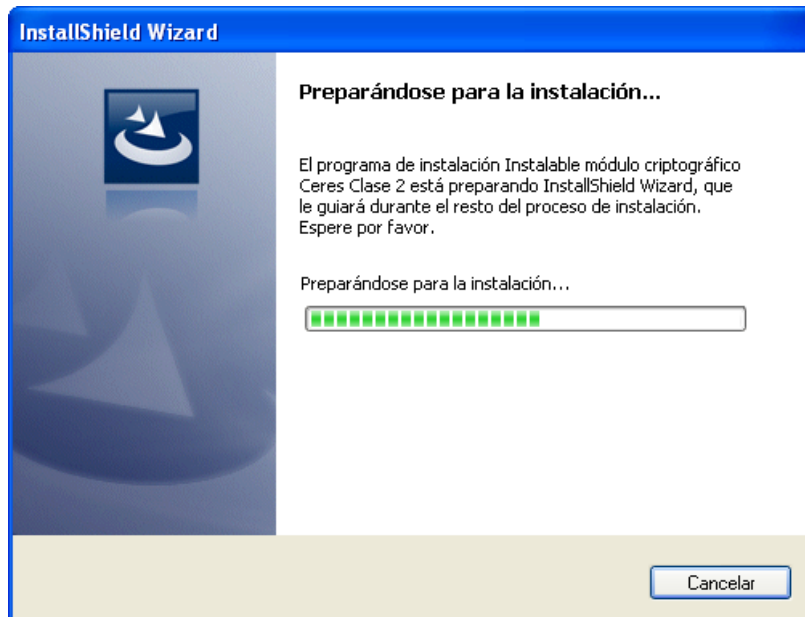 InstallShield Wizard
Preparándose para la instalación...
El programa de instalación Instalable módulo criptográfico
Ceres Clase 2 está preparando InstallShield Wizard, que
le guiará durante el resto del proceso de instalación.
Espere por favor.
Preparándose para la instalación...
Cancelar